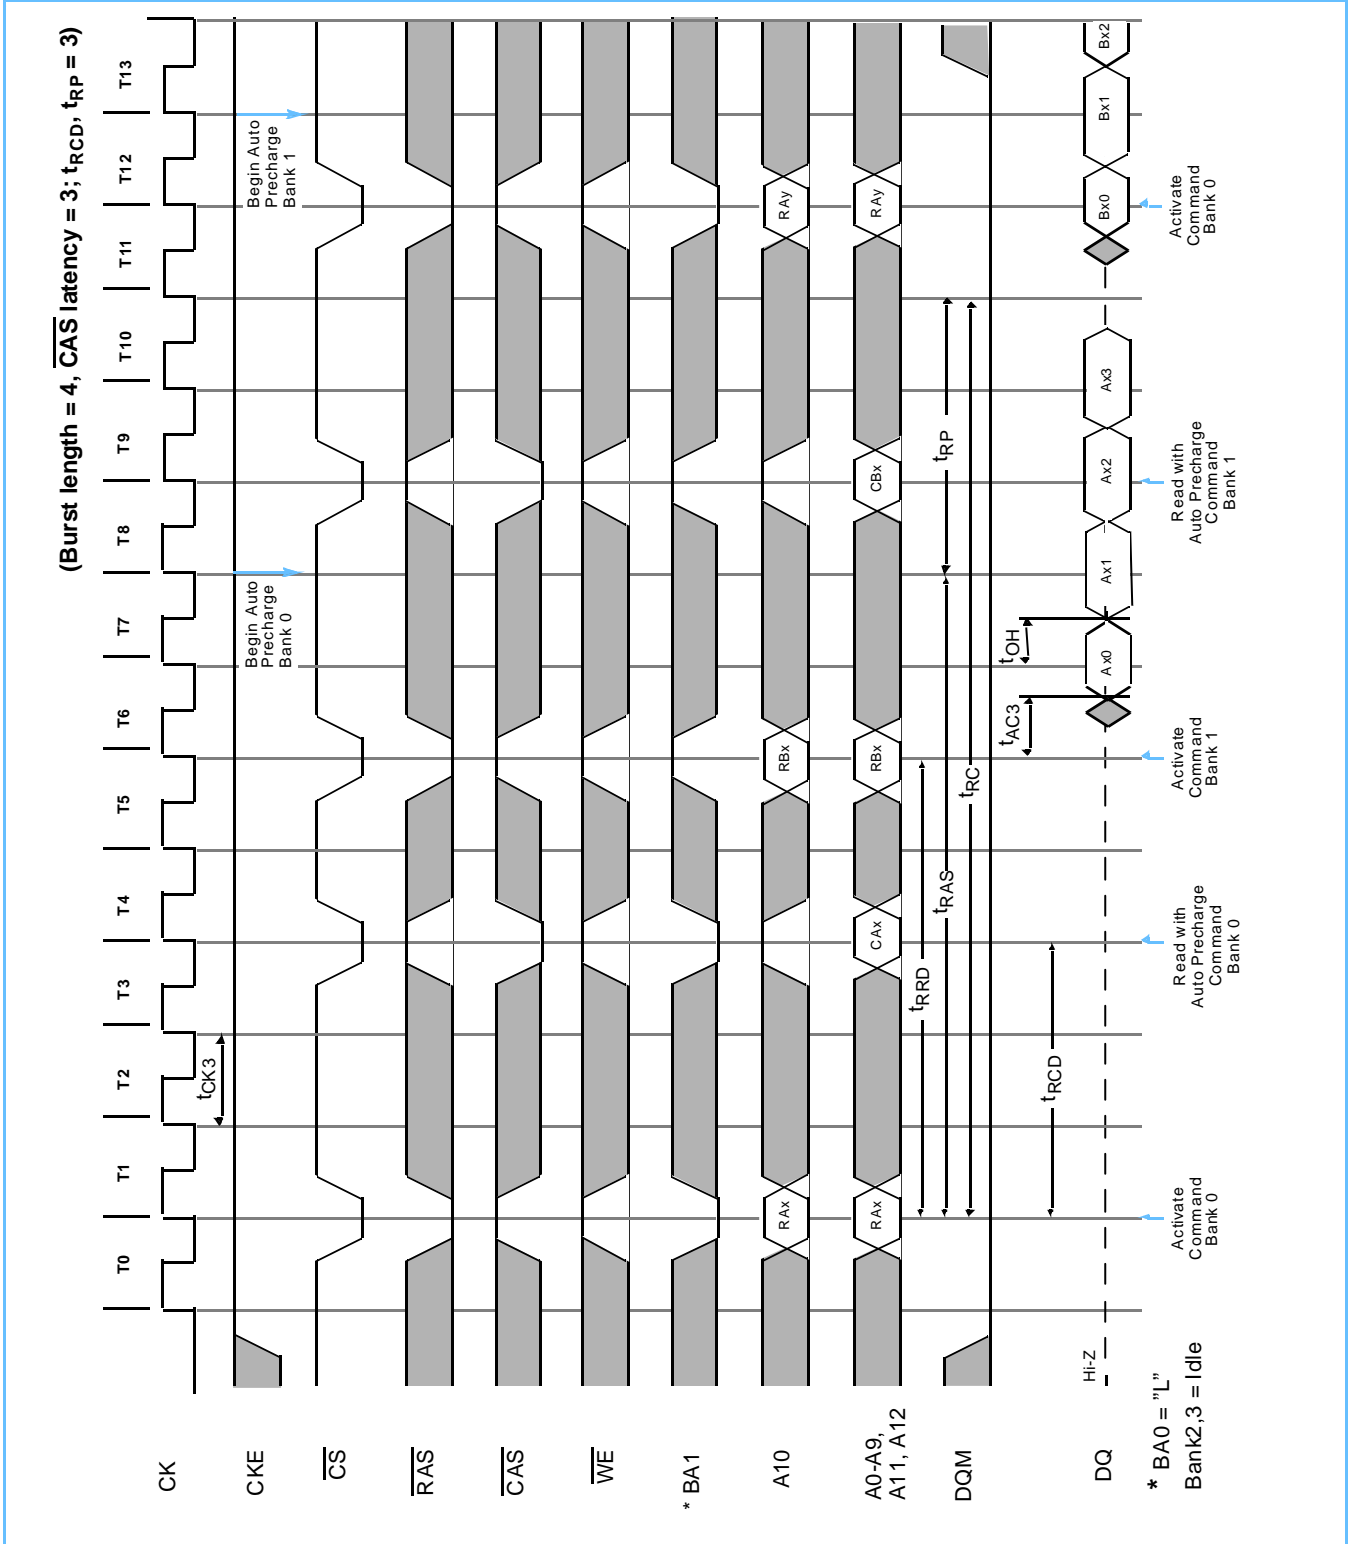 (Burst length = 4, CAS latency = 3; tRCD, tRP = 3)
T0 T1 T2 T3 T4 T5 T6 T7 T8 T9 T10 T11 T12 T13
CK
tCK3
CKE
Begin Auto
Precharge
Bank 0
Begin Auto
Precharge
Bank 1
CS
RAS
CAS
WE
* BA1
A10
RAx RBx RAy
A0-A9,
A11, A12
RAx CAx RBx CBx RAy
tRRD
tRAS
tRP
tRC
DQM
tAC3
tOH
tRCD
DQ
Hi-Z
Ax0 Ax1 Ax2 Ax3 Bx0 Bx1 Bx2
Activate
Command
Bank 0
Read with
Auto Precharge
Command
Bank 0
Activate
Command
Bank 1
Read with
Auto Precharge
Command
Bank 1
Activate
Command
Bank 0
* BA0 = ”L”
Bank2,3 = Idle